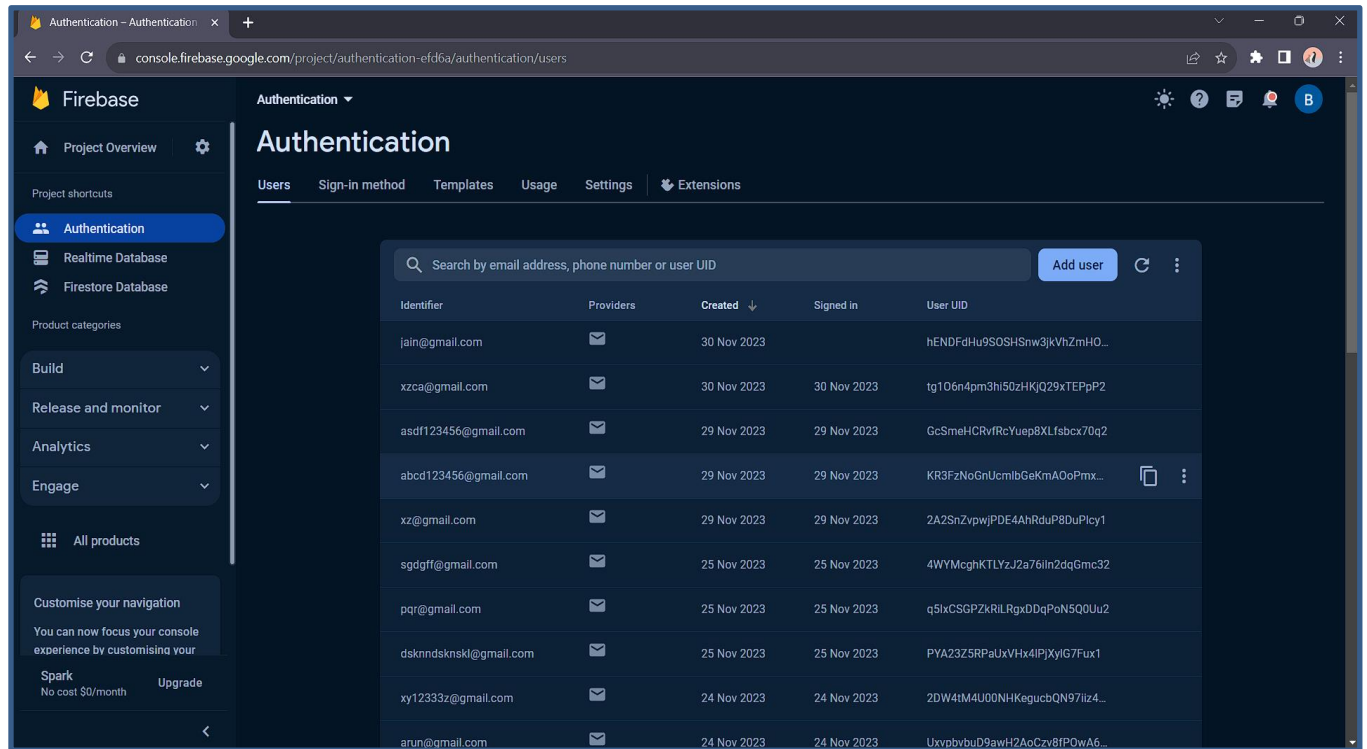 Authentication – Authentication
console.firebase.google.com/project/authentication-efd6a/authentication/users
Firebase
Project Overview
Project shortcuts
Authentication
Realtime Database
Firestore Database
Product categories
Build
Release and monitor
Analytics
Engage
All products
Customise your navigation
You can now focus your console
experience by customising your
Spark
No cost $0/month
Upgrade
Authentication
B
Authentication
Users Sign-in method Templates Usage Settings Extensions
Search by email address, phone number or user UID Add user
Identifier Providers Created Signed in User UID
jain@gmail.com 30 Nov 2023 hENDFdHu9SOSHSnw3jkVhZmHO...
xzca@gmail.com 30 Nov 2023 30 Nov 2023 tg1O6n4pm3hi50zHKjQ29xTEPpP2
asdf123456@gmail.com 29 Nov 2023 29 Nov 2023 GcSmeHCRvfRcYuep8XLfsbcx70q2
abcd123456@gmail.com 29 Nov 2023 29 Nov 2023 KR3FzNoGnUcmlbGeKmAOoPmx...
xz@gmail.com 29 Nov 2023 29 Nov 2023 2A2SnZvpwjPDE4AhRduP8DuPlcy1
sgdgff@gmail.com 25 Nov 2023 25 Nov 2023 4WYMcghKTLYzJ2a76iIn2dqGmc32
pqr@gmail.com 25 Nov 2023 25 Nov 2023 q5IxCSGPZkRiLRgxDDqPoN5Q0Uu2
dsknndsknskl@gmail.com 25 Nov 2023 25 Nov 2023 PYA23Z5RPaUxVHx4lPjXylG7Fux1
xy12333z@gmail.com 24 Nov 2023 24 Nov 2023 2DW4tM4U00NHKegucbQN97iiz4...
arun@gmail.com 24 Nov 2023 24 Nov 2023 UxvpbvbuD9awH2AoCzv8fPOwA6...